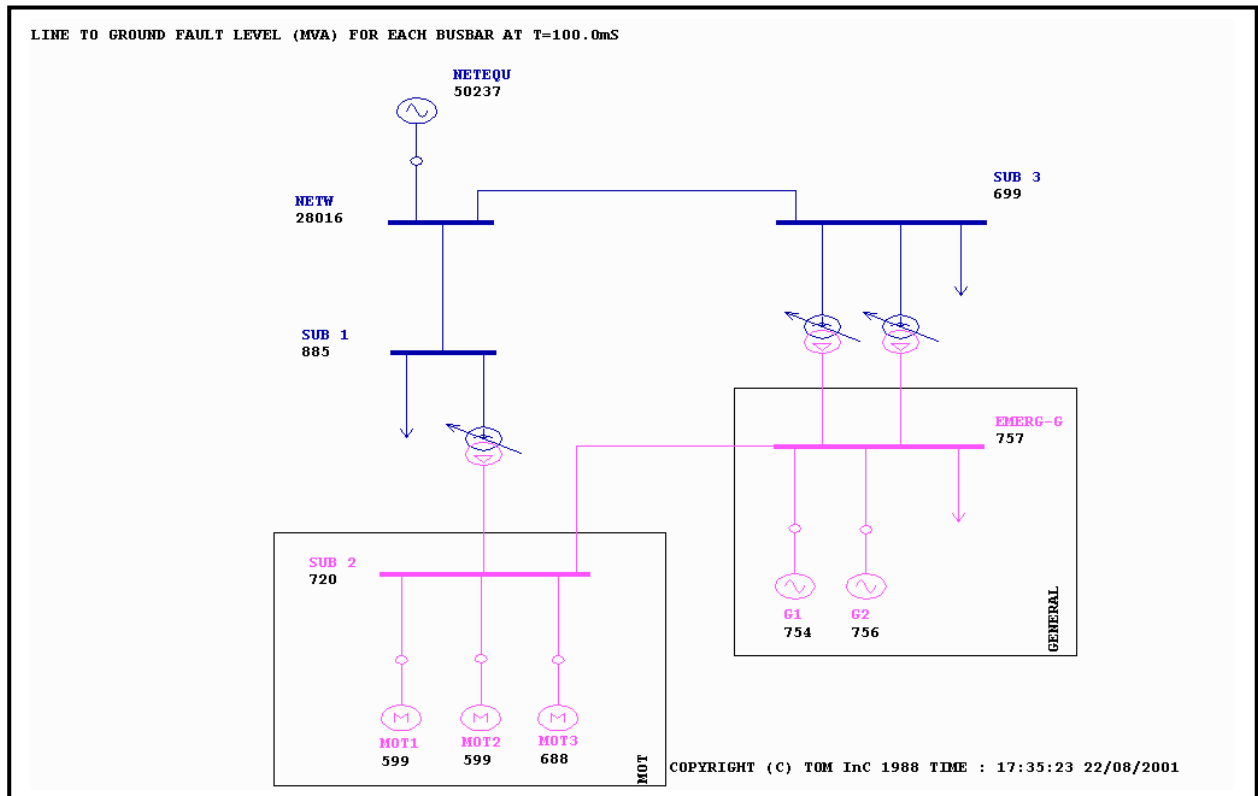 LINE TO GROUND FAULT LEVEL (MVA) FOR EACH BUSBAR AT T=100.0mS
NETEQU
50237
SUB 3
699
NETW
28016
SUB 1
885
EMERG-G
757
SUB 2
720
G1
754
G2
756
GENERAL
MOT1
599
MOT2
599
MOT3
688
MOT
COPYRIGHT (C) TOM InC 1988 TIME : 17:35:23 22/08/2001